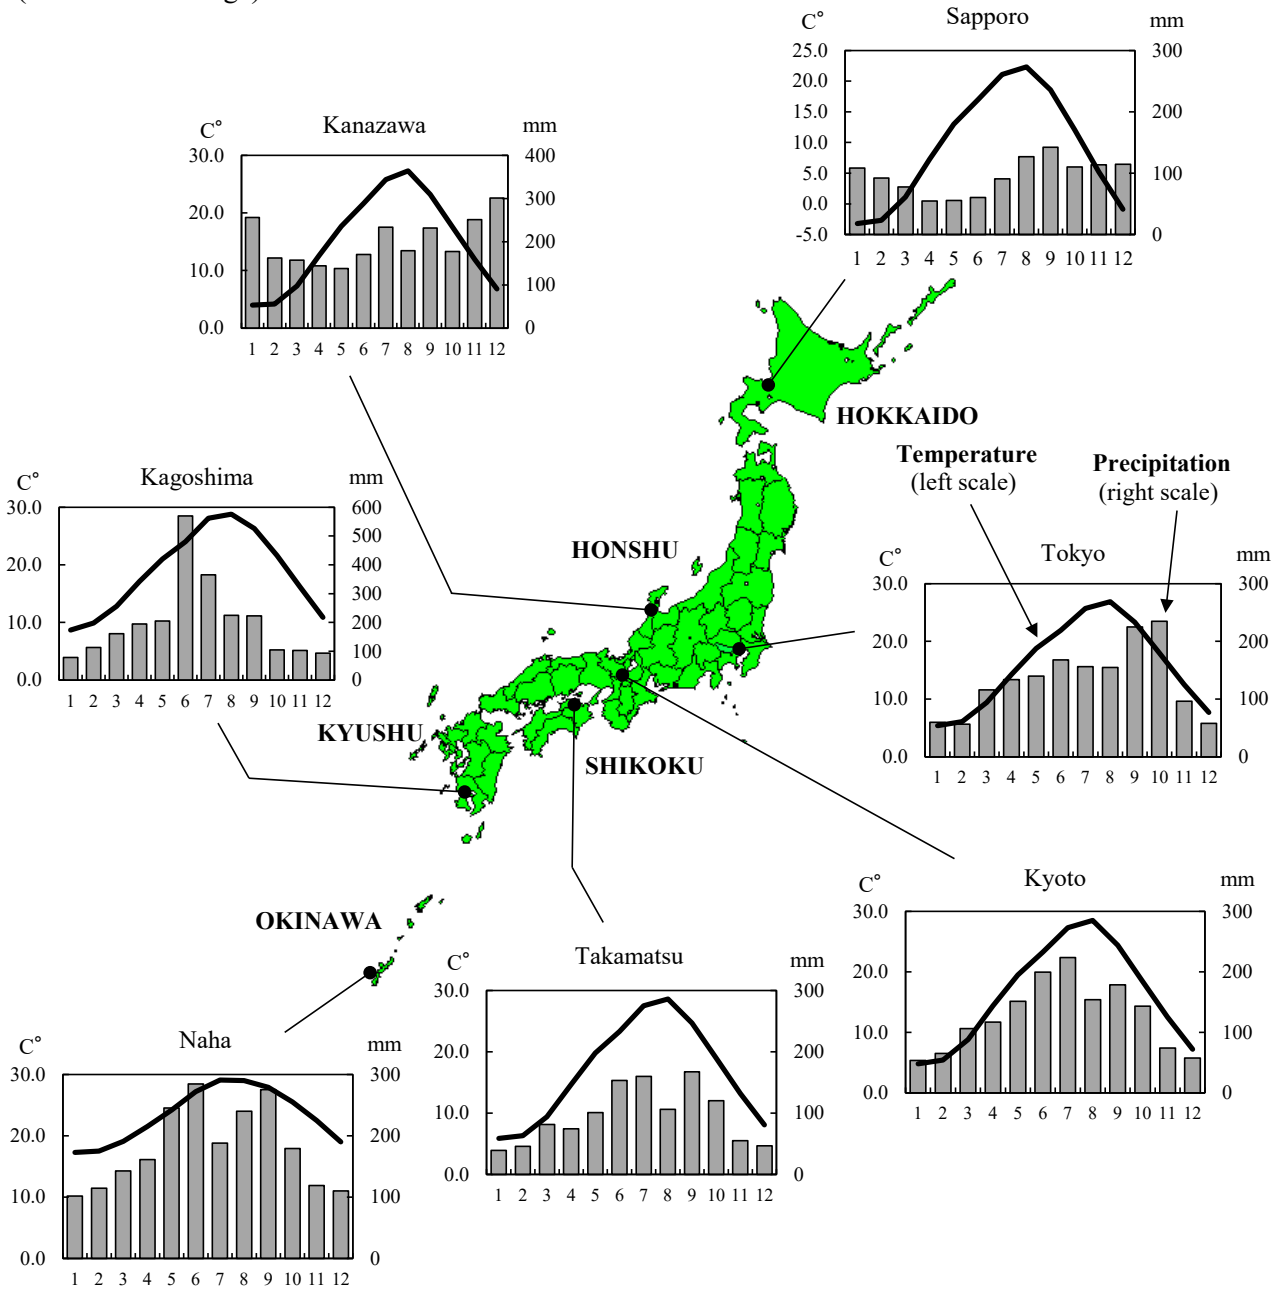 Sapporo
C° mm
25.0 300
20.0
15.0 200
10.0
5.0 100
0.0
-5.0 0
1 2 3 4 5 6 7 8 9 10 11 12
Kanazawa
C° mm
30.0 400
300
20.0
200
10.0
100
0.0 0
1 2 3 4 5 6 7 8 9 10 11 12
HOKKAIDO
Temperature
(left scale)
Precipitation
(right scale)
Kagoshima
C° mm
30.0 600
500
20.0 400
300
10.0 200
100
0.0 0
1 2 3 4 5 6 7 8 9 10 11 12
HONSHU
Tokyo
C° mm
30.0 300
20.0 200
10.0 100
0.0 0
1 2 3 4 5 6 7 8 9 10 11 12
KYUSHU
SHIKOKU
Kyoto
C° mm
30.0 300
20.0 200
10.0 100
0.0 0
1 2 3 4 5 6 7 8 9 10 11 12
OKINAWA
Takamatsu
C° mm
30.0 300
20.0 200
10.0 100
0.0 0
1 2 3 4 5 6 7 8 9 10 11 12
Naha
C° mm
30.0 300
20.0 200
10.0 100
0.0 0
1 2 3 4 5 6 7 8 9 10 11 12